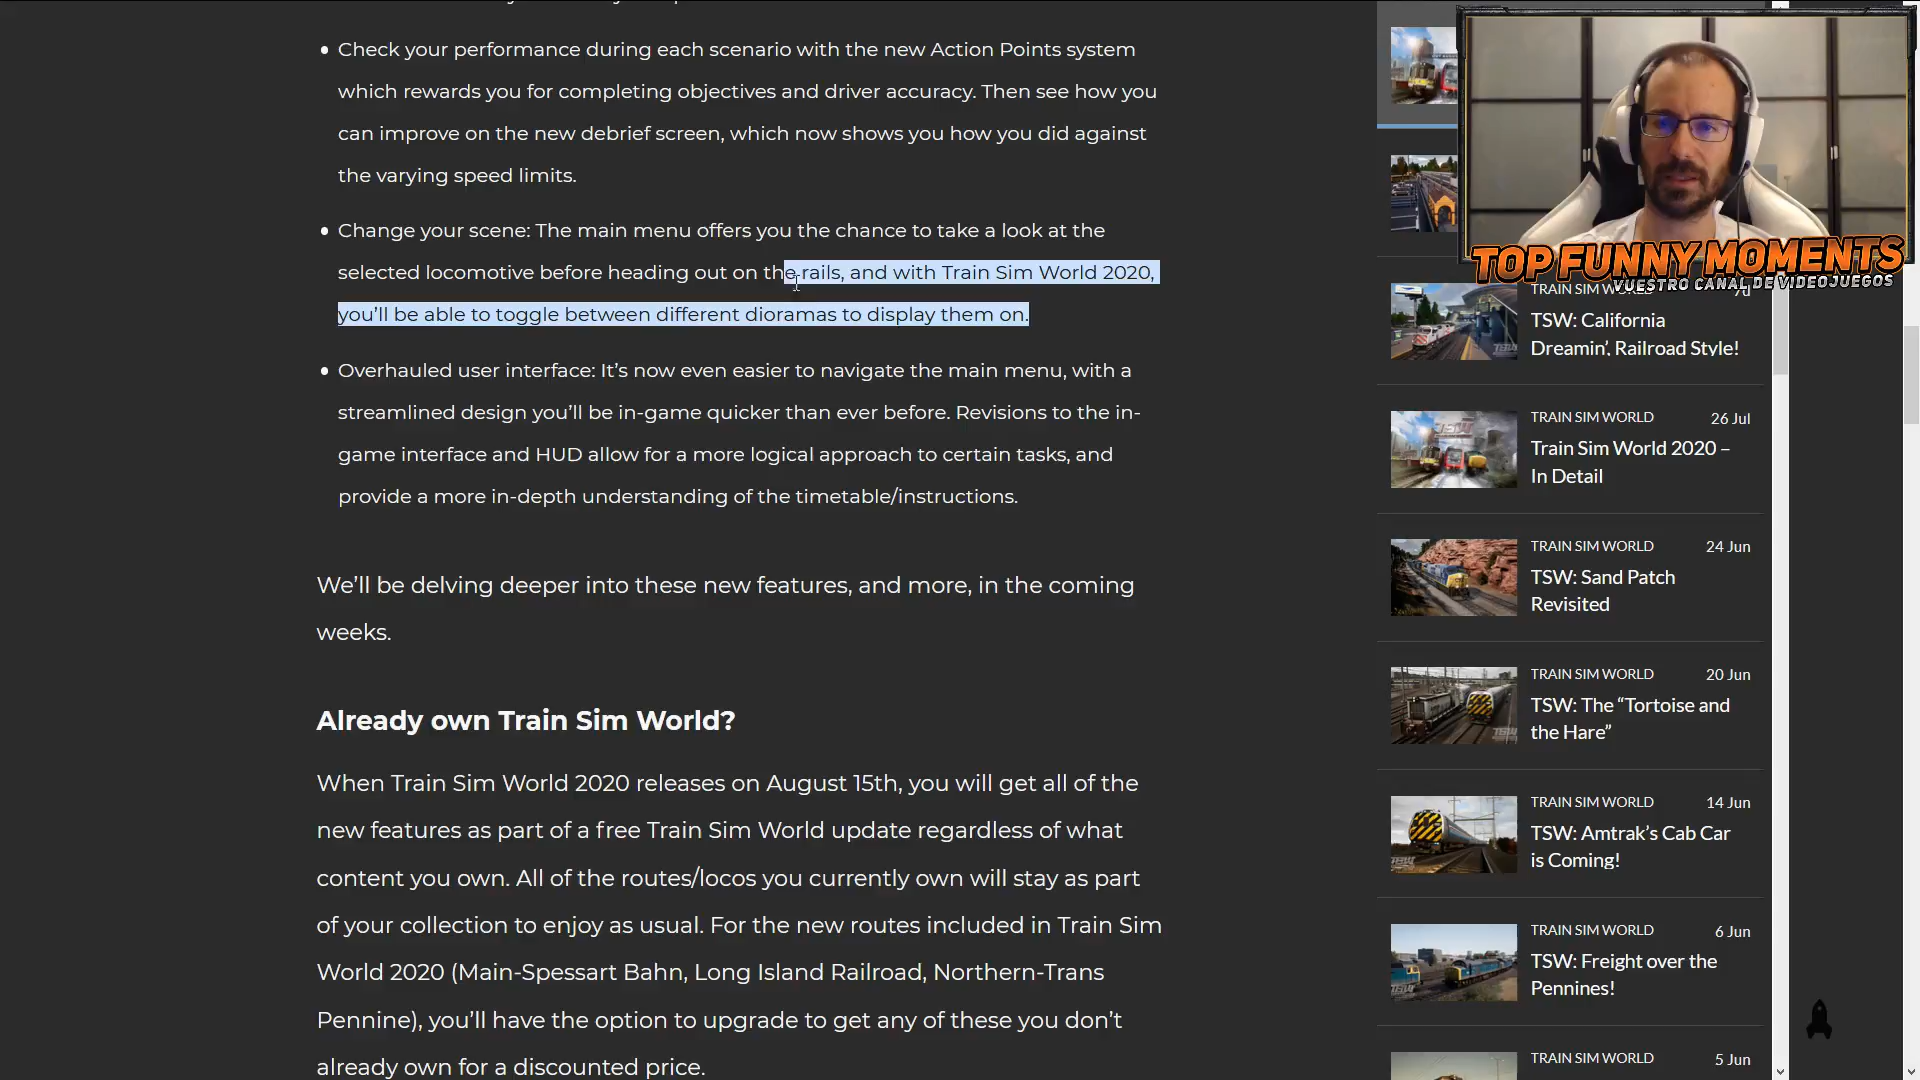 • Check your performance during each scenario with the new Action Points system
which rewards you for completing objectives and driver accuracy. Then see how you
can improve on the new debrief screen, which now shows you how you did against
the varying speed limits.
• Change your scene: The main menu offers you the chance to take a look at the
selected locomotive before heading out on the rails, and with Train Sim World 2020,
you’ll be able to toggle between different dioramas to display them on.
• Overhauled user interface: It’s now even easier to navigate the main menu, with a
streamlined design you’ll be in-game quicker than ever before. Revisions to the in-
game interface and HUD allow for a more logical approach to certain tasks, and
provide a more in-depth understanding of the timetable/instructions.
We’ll be delving deeper into these new features, and more, in the coming
weeks.
Already own Train Sim World?
When Train Sim World 2020 releases on August 15th, you will get all of the
new features as part of a free Train Sim World update regardless of what
content you own. All of the routes/locos you currently own will stay as part
of your collection to enjoy as usual. For the new routes included in Train Sim
World 2020 (Main-Spessart Bahn, Long Island Railroad, Northern-Trans
Pennine), you’ll have the option to upgrade to get any of these you don’t
already own for a discounted price.
TOP FUNNY MOMENTS
VUESTRO CANAL DE VIDEOJUEGOS
TRAIN SIM
TSW: California
Dreamin’, Railroad Style!
TRAIN SIM WORLD 26 Jul
Train Sim World 2020 –
In Detail
TRAIN SIM WORLD 24 Jun
TSW: Sand Patch
Revisited
TRAIN SIM WORLD 20 Jun
TSW: The “Tortoise and
the Hare”
TRAIN SIM WORLD 14 Jun
TSW: Amtrak’s Cab Car
is Coming!
TRAIN SIM WORLD 6 Jun
TSW: Freight over the
Pennines!
TRAIN SIM WORLD 5 Jun